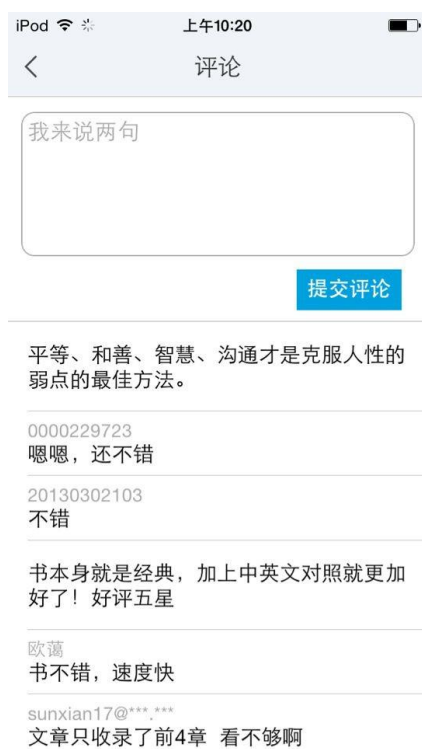 iPod 上午10:20
评论
我来说两句
提交评论
平等、和善、智慧、沟通才是克服人性的
弱点的最佳方法。
0000229723
嗯嗯，还不错
20130302103
不错
书本身就是经典，加上中英文对照就更加
好了！好评五星
欧蔼
书不错，速度快
sunxian17@***.***
文章只收录了前4章 看不够啊